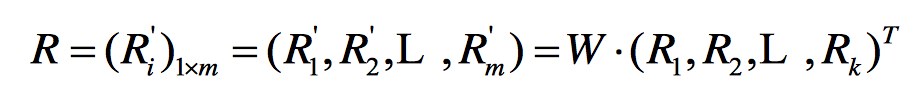 R = (R'_i)_{1×m} = (R'_1, R'_2, L , R'_m) = W · (R_1, R_2, L , R_k)^T